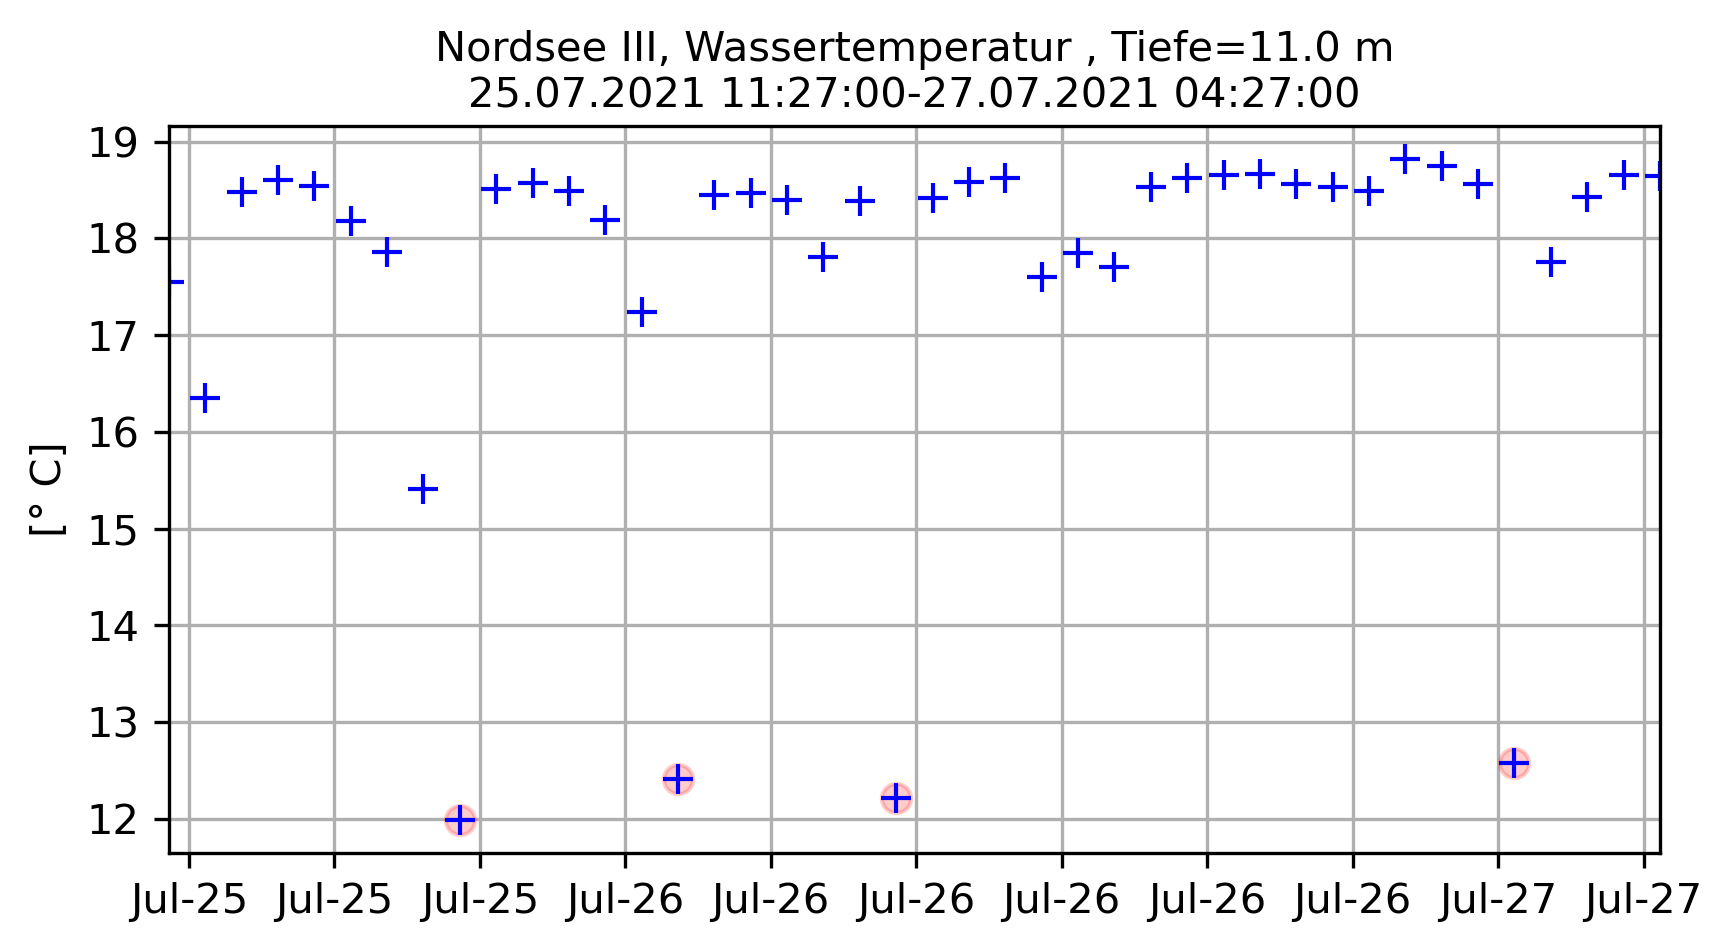 Nordsee III, Wassertemperatur , Tiefe=11.0 m
25.07.2021 11:27:00-27.07.2021 04:27:00
[° C]
19
18
17
16
15
14
13
12
Jul-25 Jul-25 Jul-25 Jul-26 Jul-26 Jul-26 Jul-26 Jul-26 Jul-26 Jul-27 Jul-27